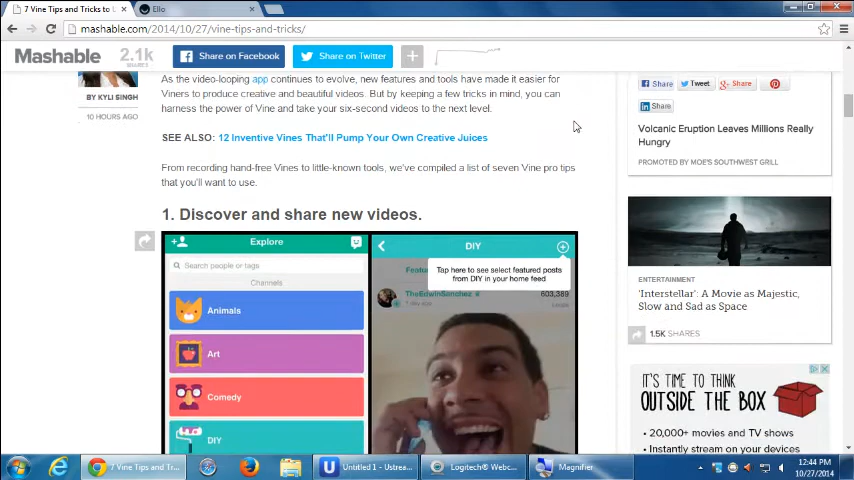 7 Vine Tips and Tricks to L
Ello
mashable.com/2014/10/27/vine-tips-and-tricks/
Mashable
2.1k
SHARES
Share on Facebook
Share on Twitter
As the video-looping app continues to evolve, new features and tools have made it easier for
Viners to produce creative and beautiful videos. But by keeping a few tricks in mind, you can
harness the power of Vine and take your six-second videos to the next level.
BY KYLI SINGH
10 HOURS AGO
SEE ALSO: 12 Inventive Vines That'll Pump Your Own Creative Juices
From recording hand-free Vines to little-known tools, we've compiled a list of seven Vine pro tips
that you'll want to use.
1. Discover and share new videos.
Explore
Search people or tags
Channels
Animals
Art
Comedy
DIY
DIY
Tap here to see select featured posts
from DIY in your home feed
Featu
TheEdwinSanchez
603,389
Share
Tweet
Share
Share
Volcanic Eruption Leaves Millions Really
Hungry
PROMOTED BY MOE'S SOUTHWEST GRILL
ENTERTAINMENT
'Interstellar': A Movie as Majestic,
Slow and Sad as Space
1.5K SHARES
IT'S TIME TO THINK
OUTSIDE THE BOX
• 20,000+ movies and TV shows
• Instantly stream on your devices
7 Vine Tips and Tri...
Untitled 1 - Ustrea...
Logitech® Webc...
Magnifier
12:44 PM
10/27/2014